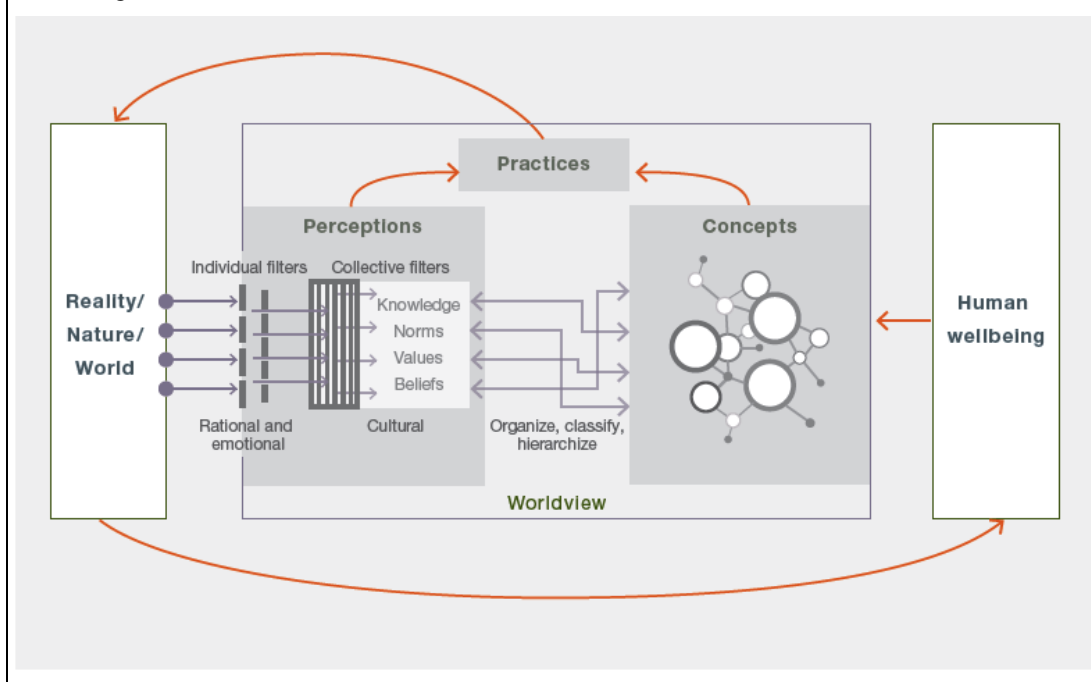 Practices
Perceptions
Concepts
Individual filters
Collective filters
Reality/
Nature/
World
Knowledge
Norms
Values
Beliefs
Human
wellbeing
Rational and
emotional
Cultural
Organize, classify,
hierarchize
Worldview